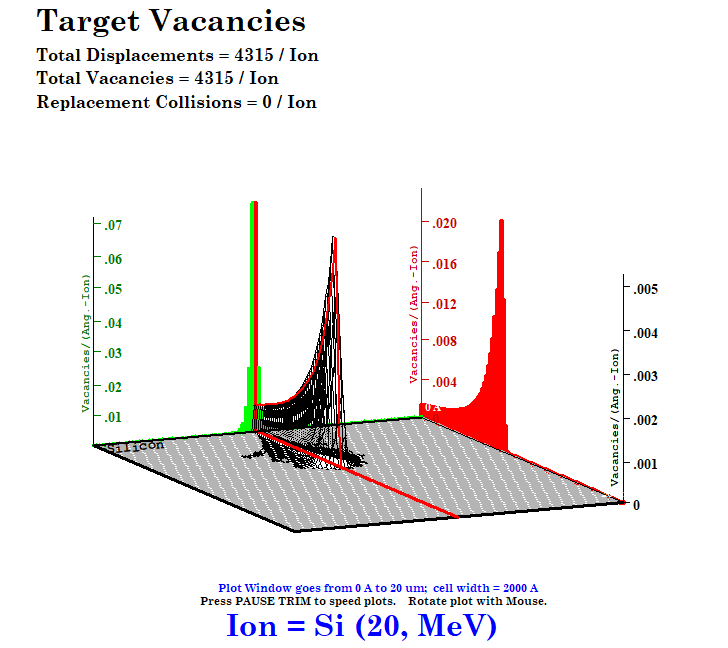 Target Vacancies
Total Displacements = 4315 / Ion
Total Vacancies = 4315 / Ion
Replacement Collisions = 0 / Ion
.07
.06
.05
.04
.03
.02
.01
Vacancies/(Ang.-Ion)
.020
.016
.012
.008
.004
Vacancies/(Ang.-Ion)
0 A
.005
.004
.003
.002
.001
0
Vacancies/(Ang.-Ion)
Silicon
Plot Window goes from 0 A to 20 um; cell width = 2000 A
Press PAUSE TRIM to speed plots. Rotate plot with Mouse.
Ion = Si (20, MeV)